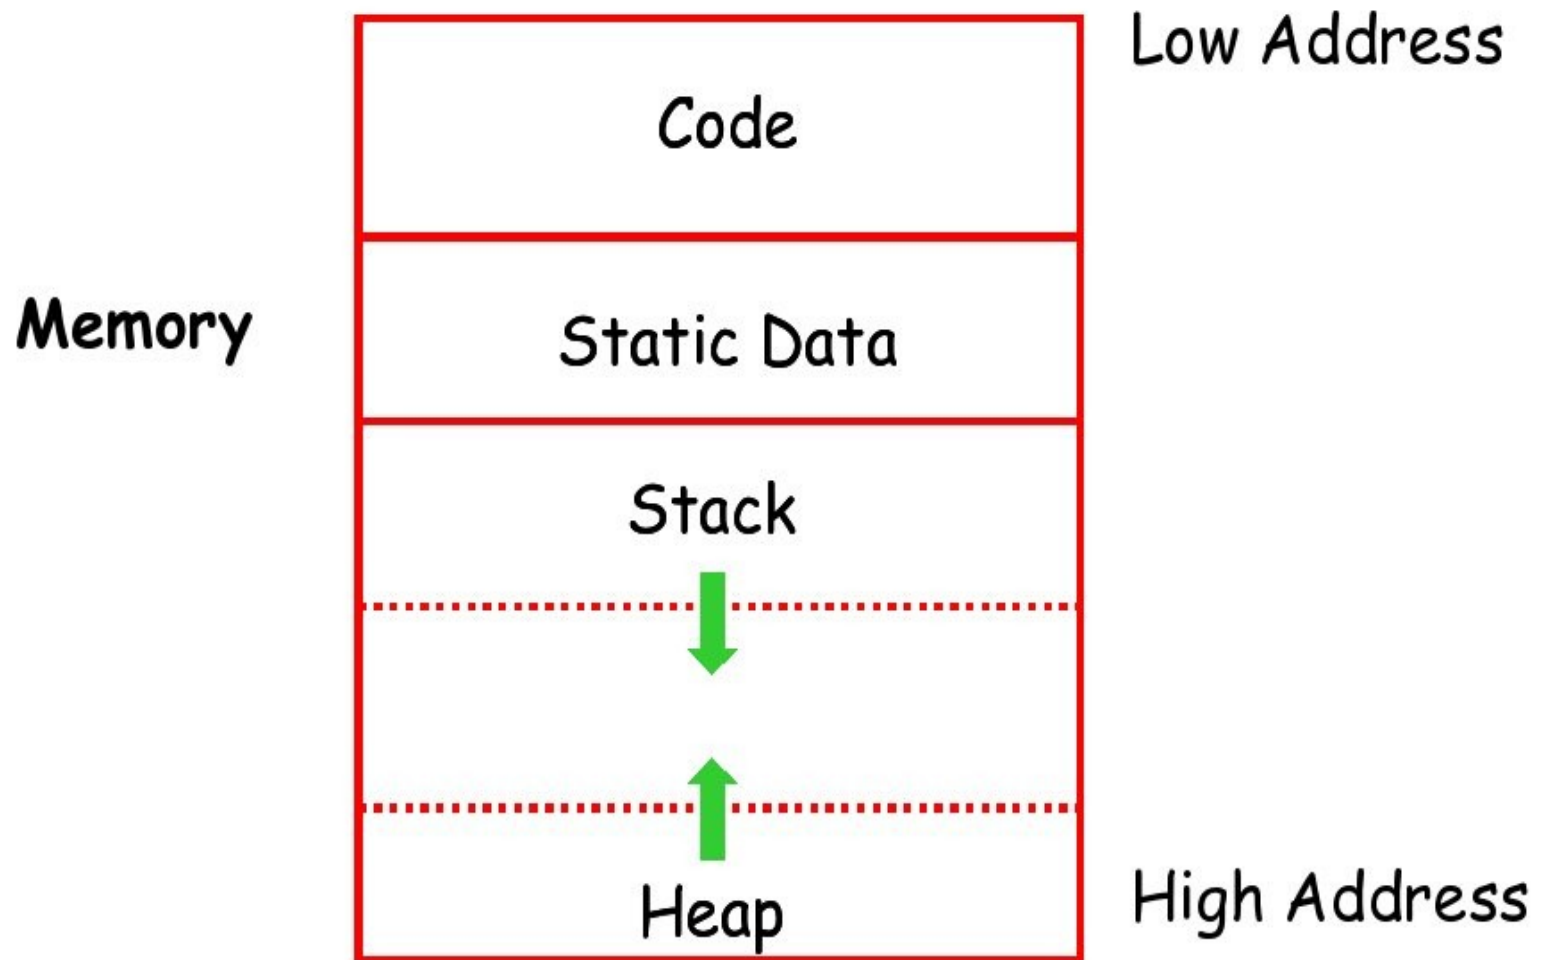 Low Address
Code
Memory
Static Data
Stack
Heap
High Address